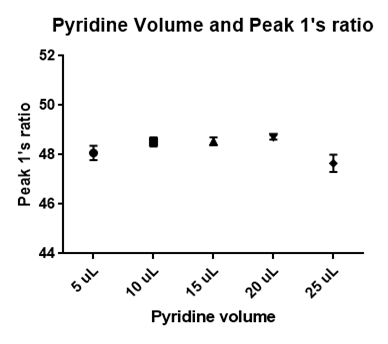 Pyridine Volume and Peak 1's ratio
52
50
48
46
44
Peak 1's ratio
5 uL
10 uL
15 uL
20 uL
25 uL
Pyridine volume